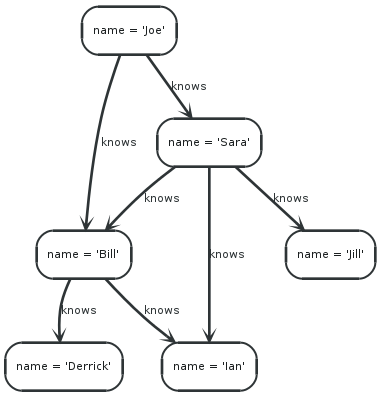 name = 'Joe'
knows
name = 'Sara'
knows
knows
knows
knows
name = 'Bill'
name = 'Jill'
knows
knows
name = 'Derrick'
name = 'Ian'